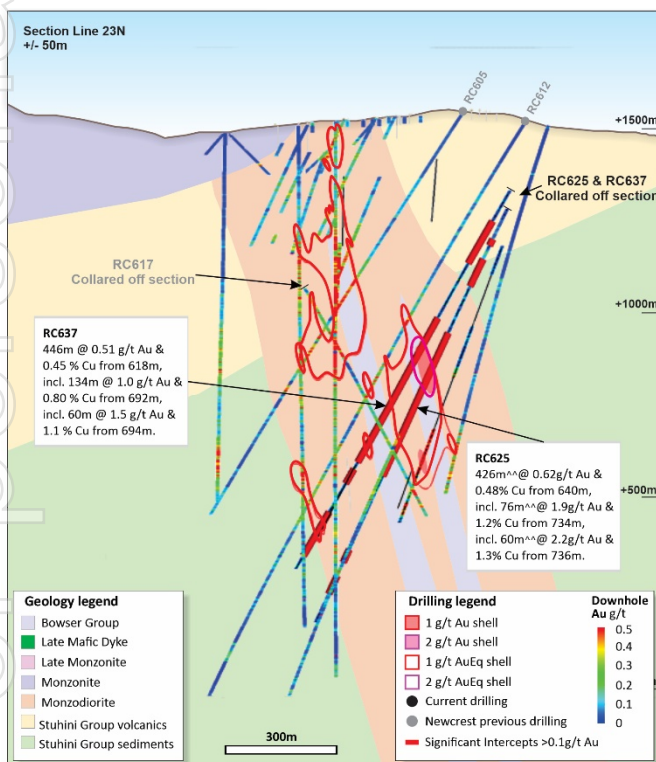 Section Line 23N
+/- 50m
RC605
RC612
+1500m
RC625 & RC637
Collared off section
RC617
Collared off section
+1000m
RC637
446m @ 0.51 g/t Au &
0.45 % Cu from 618m,
incl. 134m @ 1.0 g/t Au &
0.80 % Cu from 692m,
incl. 60m @ 1.5 g/t Au &
1.1 % Cu from 694m.
RC625
426m^^@ 0.62g/t Au &
0.48% Cu from 640m,
incl. 76m^^@ 1.9g/t Au &
1.2% Cu from 734m,
incl. 60m^^@ 2.2g/t Au &
1.3% Cu from 736m.
+500m
Geology legend
Bowser Group
Late Mafic Dyke
Late Monzonite
Monzonite
Monzodiorite
Stuhini Group volcanics
Stuhini Group sediments
300m
Drilling legend
1 g/t Au shell
2 g/t Au shell
1 g/t AuEq shell
2 g/t AuEq shell
Current drilling
Newcrest previous drilling
Significant Intercepts >0.1g/t Au
Downhole
Au g/t
0.5
0.4
0.3
0.2
0.1
0